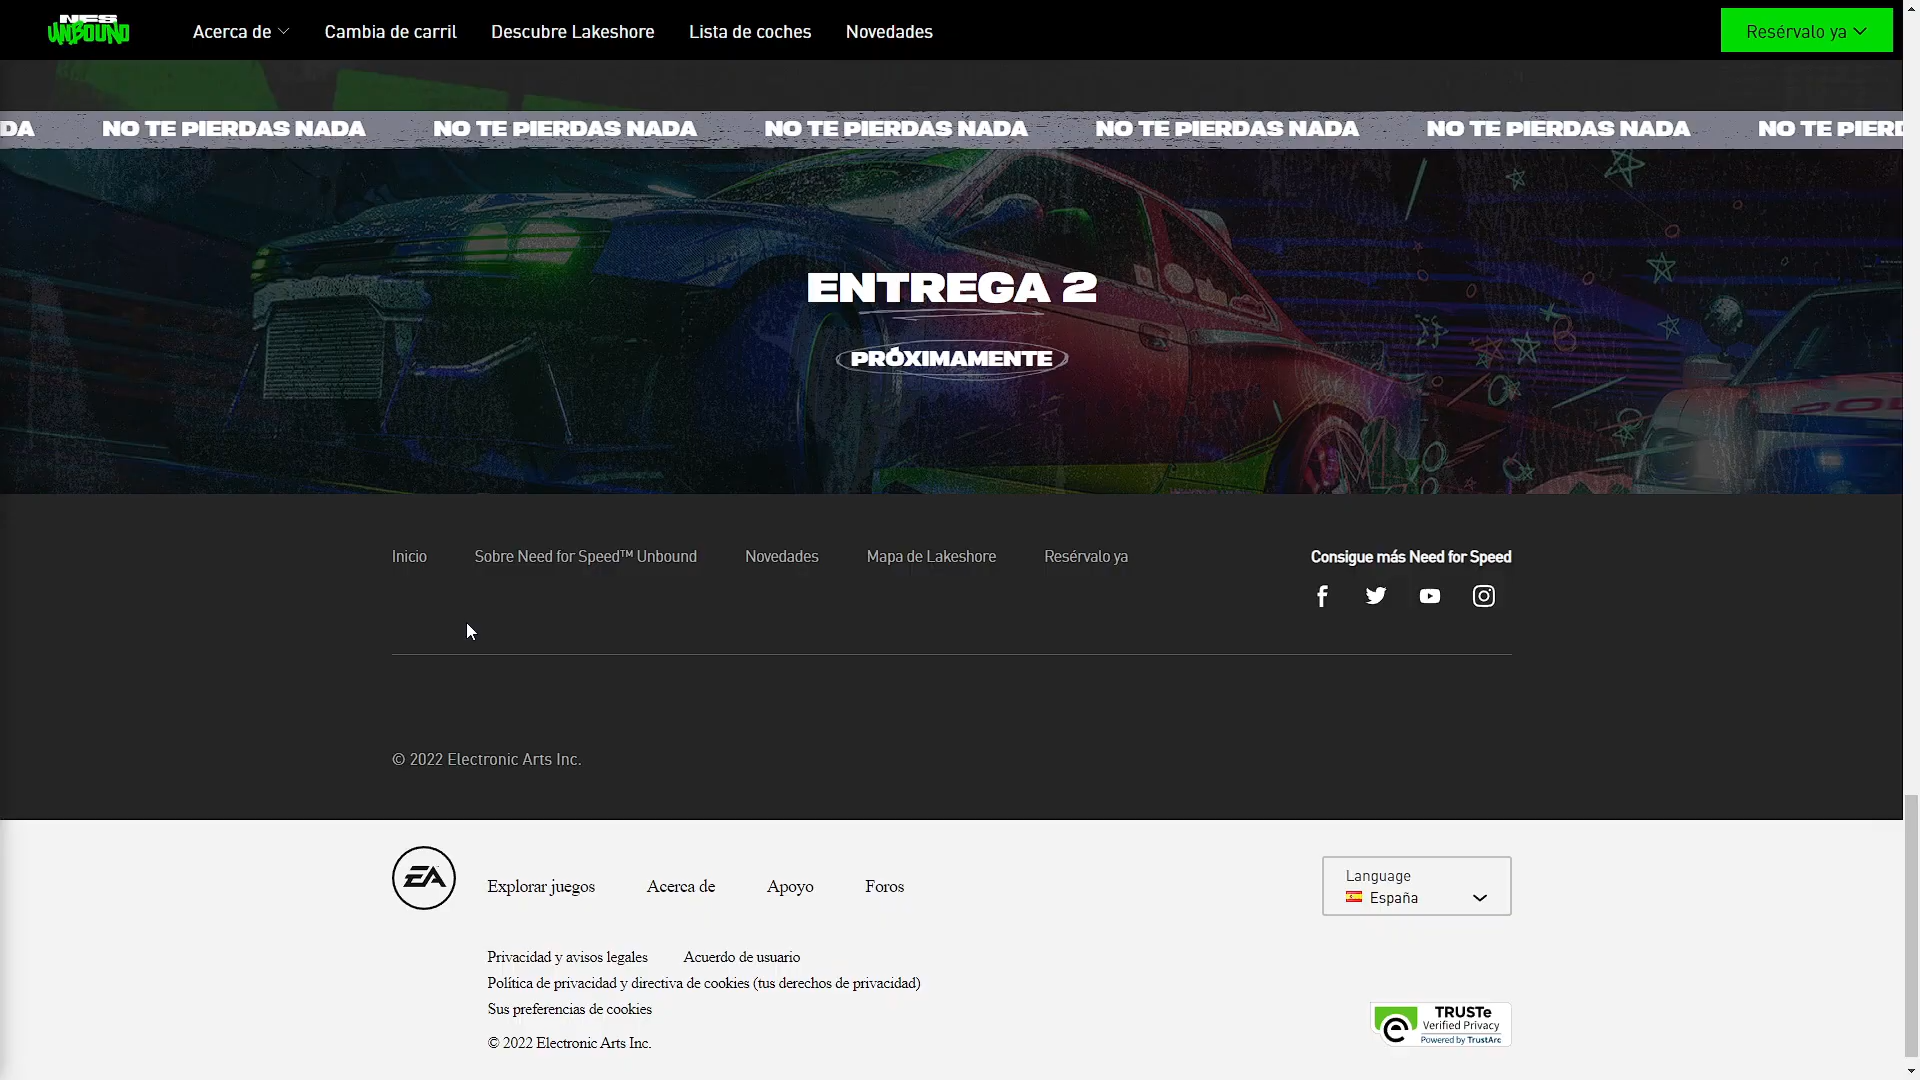 NFS
UNBOUND
Acerca de
Cambia de carril
Descubre Lakeshore
Lista de coches
Novedades
Resérvalo ya
DA NO TE PIERDAS NADA NO TE PIERDAS NADA NO TE PIERDAS NADA NO TE PIERDAS NADA NO TE PIERDAS NADA NO TE PIERD
ENTREGA 2
PRÓXIMAMENTE
POL
Inicio
Sobre Need for Speed™ Unbound
Novedades
Mapa de Lakeshore
Resérvalo ya
Consigue más Need for Speed
© 2022 Electronic Arts Inc.
EA
Explorar juegos
Acerca de
Apoyo
Foros
Language
España
Privacidad y avisos legales
Acuerdo de usuario
Política de privacidad y directiva de cookies (tus derechos de privacidad)
Sus preferencias de cookies
© 2022 Electronic Arts Inc.
TRUSTe
Verified Privacy
Powered by TrustArc